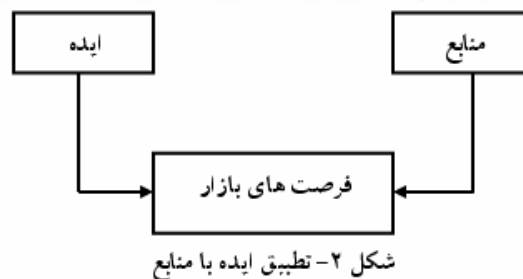 منابع
ایده
فرصت های بازار
شکل ۲- تطبیق ایده با منابع